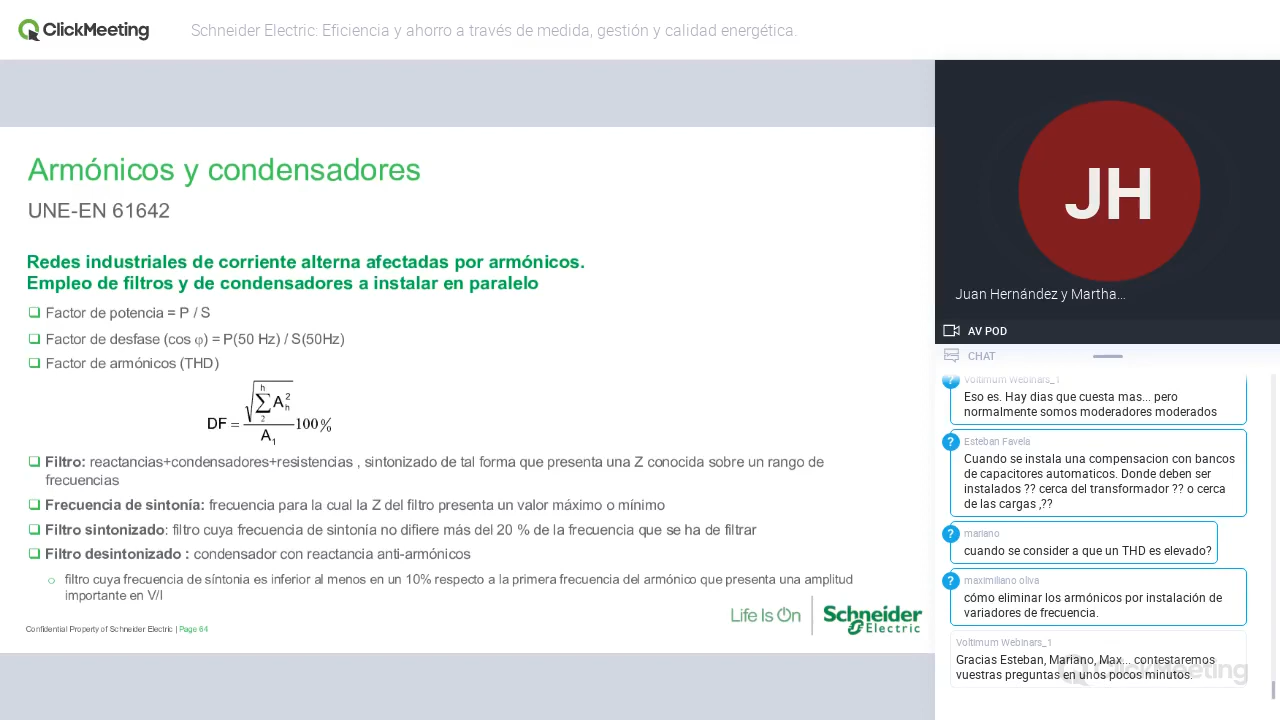 ClickMeeting
Schneider Electric: Eficiencia y ahorro a través de medida, gestión y calidad energética.
Armónicos y condensadores
UNE-EN 61642
Redes industriales de corriente alterna afectadas por armónicos.
Empleo de filtros y de condensadores a instalar en paralelo
Factor de potencia = P / S
Factor de desfase (cos φ) = P(50 Hz) / S(50Hz)
Factor de armónicos (THD)
DF = √(∑ h 2 A h 2) / A1 100%
Filtro: reactancias+condensadores+resistencias , sintonizado de tal forma que presenta una Z conocida sobre un rango de
frecuencias
Frecuencia de sintonía: frecuencia para la cual la Z del filtro presenta un valor máximo o mínimo
Filtro sintonizado: filtro cuya frecuencia de sintonía no difiere más del 20 % de la frecuencia que se ha de filtrar
Filtro desintonizado : condensador con reactancia anti-armónicos
filtro cuya frecuencia de síntonia es inferior al menos en un 10% respecto a la primera frecuencia del armónico que presenta una amplitud
importante en V/I
Confidential Property of Schneider Electric | Page 64
Life Is On
Schneider
Electric
JH
Juan Hernández y Martha...
AV POD
CHAT
Voltimum Webinars_1
Eso es. Hay dias que cuesta mas... pero
normalmente somos moderadores moderados
Esteban Favela
Cuando se instala una compensacion con bancos
de capacitores automaticos. Donde deben ser
instalados ?? cerca del transformador ?? o cerca
de las cargas ,??
mariano
cuando se consider a que un THD es elevado?
maximiliano oliva
cómo eliminar los armónicos por instalación de
variadores de frecuencia.
Voltimum Webinars_1
Gracias Esteban, Mariano, Max... contestaremos
vuestras preguntas en unos pocos minutos.
ClickMeeting